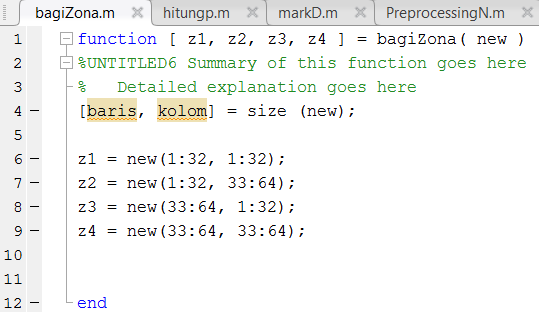 bagiZona.m × hitungp.m × markD.m × PreprocessingN.m ×
1 function [ z1, z2, z3, z4 ] = bagiZona( new )
2 %UNTITLED6 Summary of this function goes here
3 %   Detailed explanation goes here
4 [baris, kolom] = size (new);
5
6 z1 = new(1:32, 1:32);
7 z2 = new(1:32, 33:64);
8 z3 = new(33:64, 1:32);
9 z4 = new(33:64, 33:64);
10
11
12 end